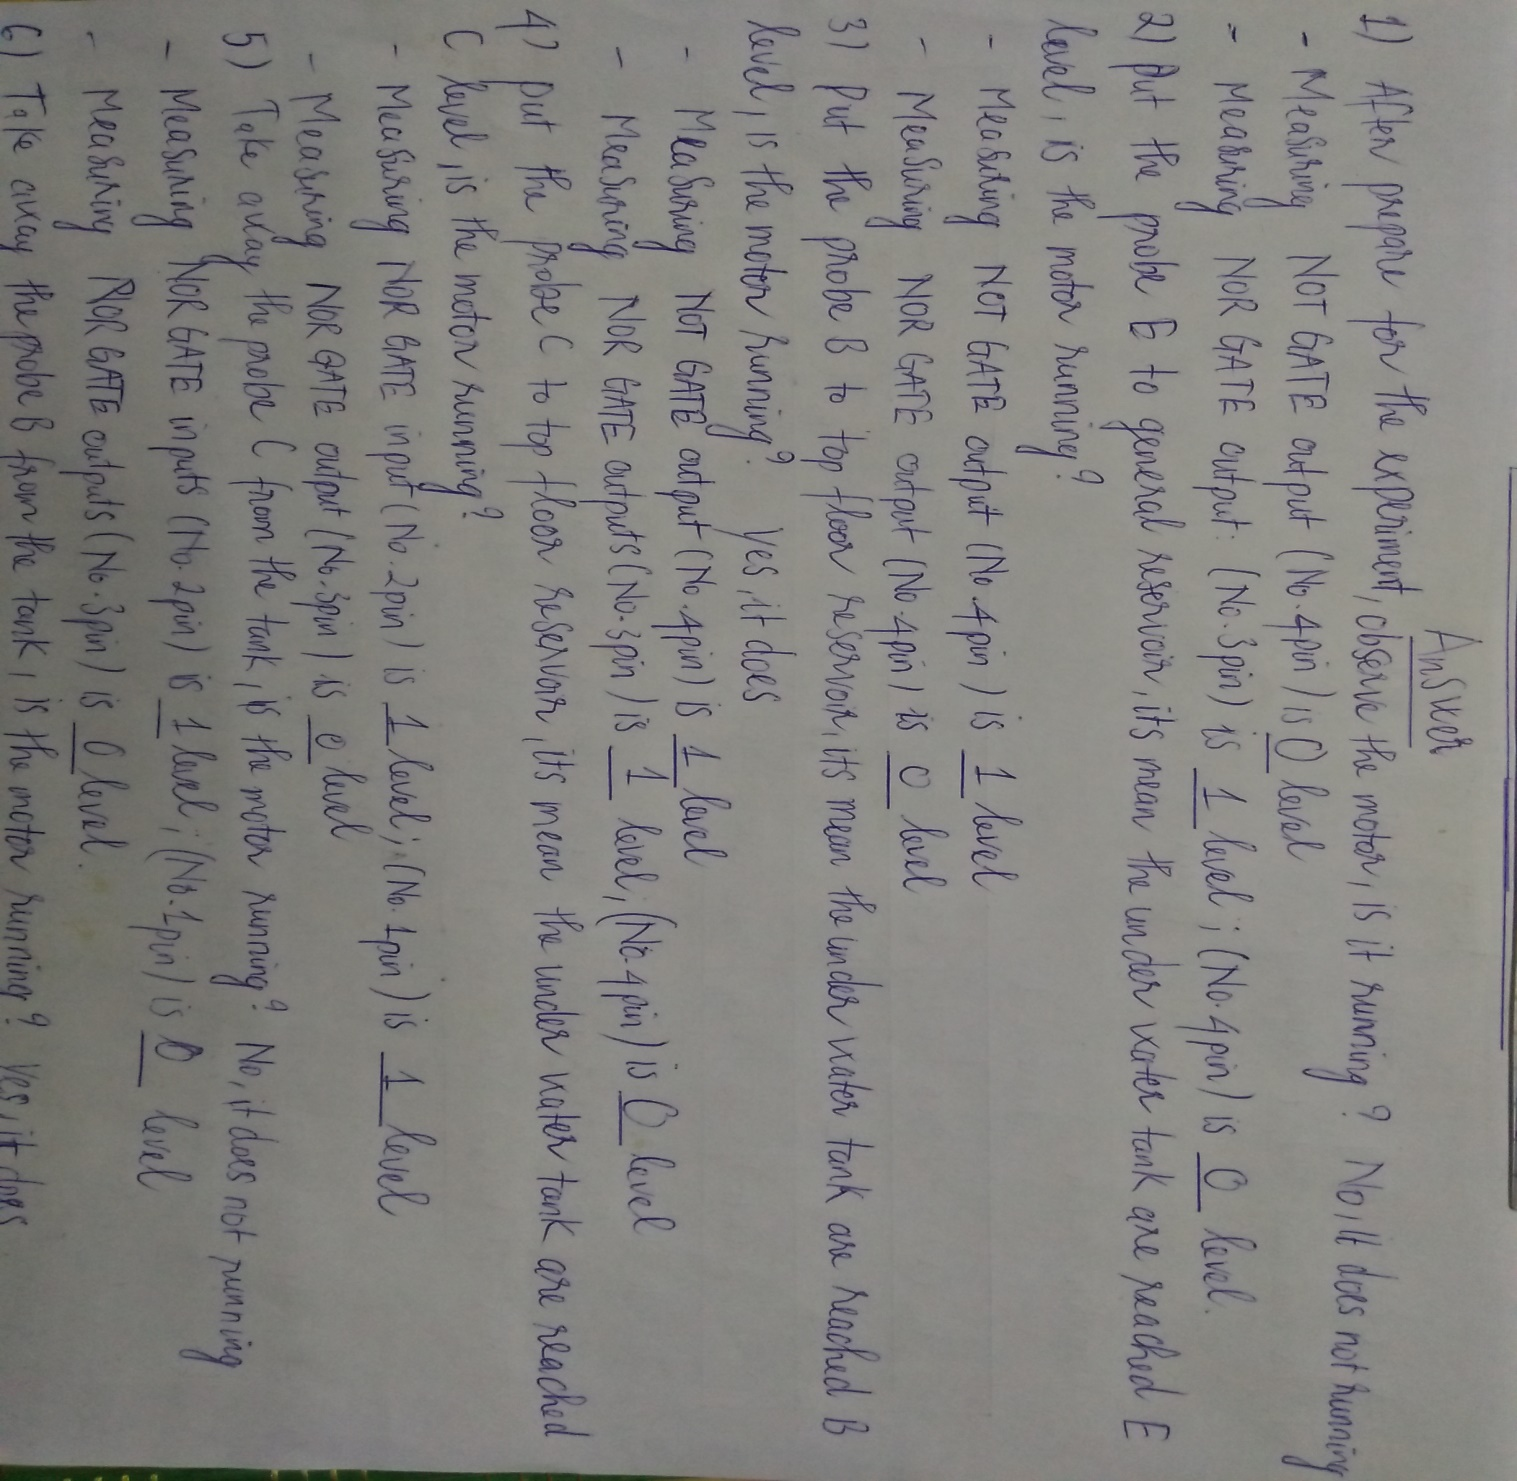 Answer
1) After prepare for the experiment, observe the motor, is it running? No, it does not running
- Measuring NOT GATE output (No.4pin) is 0 level
- Measuring NOR GATE output: (No.3pin) is 1 level; (No.4pin) is 0 level.
2) Put the probe E to general reservoir, its mean the under water tank are reached E
level, is the motor running?
- Measuring NOT GATE output (No.4pin) is 1 level
- Measuring NOR GATE output (No.4pin) is 0 level
3) Put the probe B to top floor reservoir, its mean the under water tank are reached B
level, is the motor running? Yes, it does
- Measuring NOT GATE output (No.4pin) is 1 level
- Measuring NOR GATE outputs (No.3pin) is 1 level; (No.4pin) is 0 level
4) Put the probe C to top floor reservoir, its mean the under water tank are reached
C level, is the motor running?
- Measuring NOR GATE input (No.2pin) is 1 level; (No.1pin) is 1 level
- Measuring NOR GATE output (No.3pin) is 0 level
5) Take away the probe C from the tank, is the motor running? No, it does not running
- Measuring NOR GATE inputs (No.2pin) is 1 level; (No.1pin) is 0 level
- Measuring NOR GATE outputs (No.3pin) is 0 level.
6) Take away the probe B from the tank, is the motor running? Yes, it does